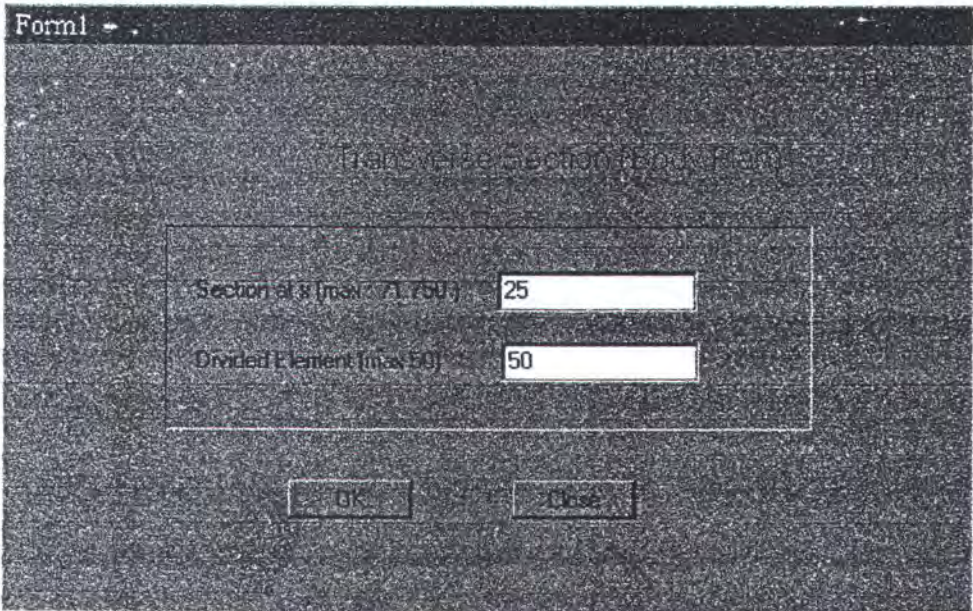 Form1
Transverse Section (Body Plan)
Section at x (max : 71.750 ) 25
Divided Element (max 50) 50
OK Close